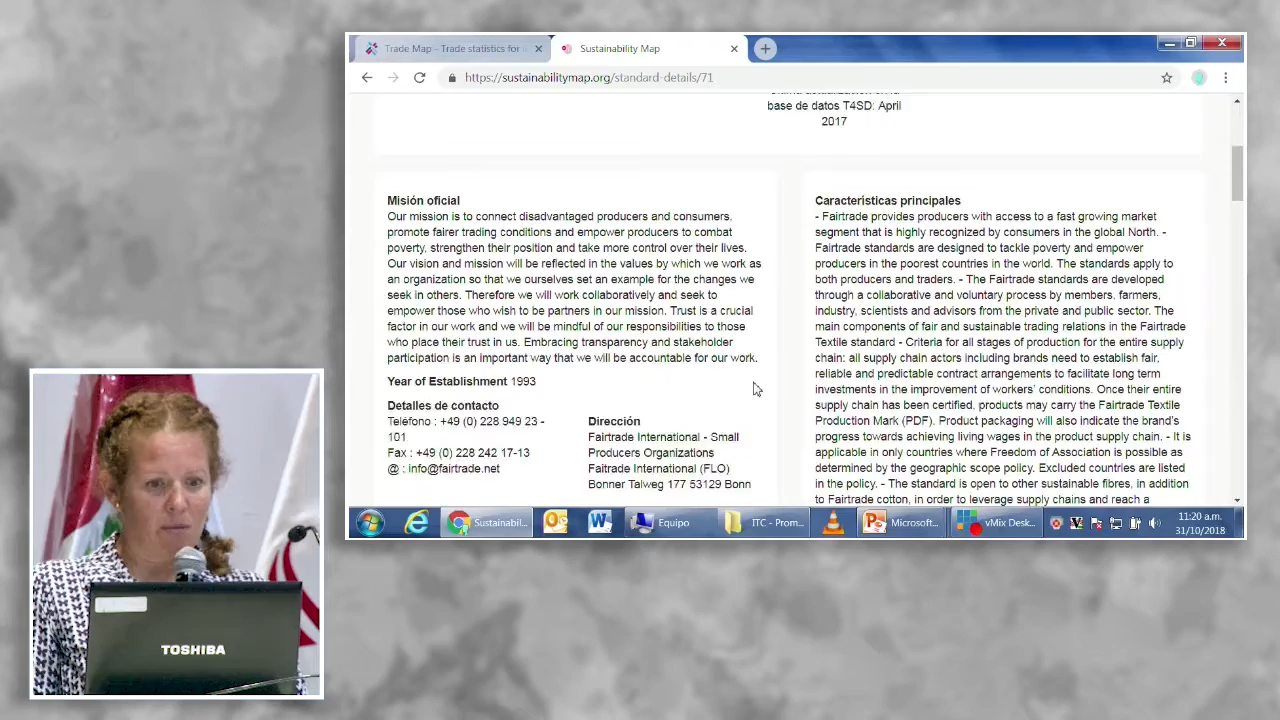 Trade Map - Trade statistics for
Sustainability Map
https://sustainabilitymap.org/standard-details/71
base de datos T4SD: April
2017
Misión oficial
Our mission is to connect disadvantaged producers and consumers,
promote fairer trading conditions and empower producers to combat
poverty, strengthen their position and take more control over their lives.
Our vision and mission will be reflected in the values by which we work as
an organization so that we ourselves set an example for the changes we
seek in others. Therefore we will work collaboratively and seek to
empower those who wish to be partners in our mission. Trust is a crucial
factor in our work and we will be mindful of our responsibilities to those
who place their trust in us. Embracing transparency and stakeholder
participation is an important way that we will be accountable for our work.
Year of Establishment 1993
Detalles de contacto
Teléfono : +49 (0) 228 949 23 -
101
Fax : +49 (0) 228 242 17-13
@ : info@fairtrade.net
Dirección
Fairtrade International - Small
Producers Organizations
Faitrade International (FLO)
Bonner Talweg 177 53129 Bonn
Características principales
- Fairtrade provides producers with access to a fast growing market
segment that is highly recognized by consumers in the global North. -
Fairtrade standards are designed to tackle poverty and empower
producers in the poorest countries in the world. The standards apply to
both producers and traders. - The Fairtrade standards are developed
through a collaborative and voluntary process by members, farmers,
industry, scientists and advisors from the private and public sector. The
main components of fair and sustainable trading relations in the Fairtrade
Textile standard - Criteria for all stages of production for the entire supply
chain: all supply chain actors including brands need to establish fair,
reliable and predictable contract arrangements to facilitate long term
investments in the improvement of workers' conditions. Once their entire
supply chain has been certified, products may carry the Fairtrade Textile
Production Mark (PDF). Product packaging will also indicate the brand's
progress towards achieving living wages in the product supply chain. - It is
applicable in only countries where Freedom of Association is possible as
determined by the geographic scope policy. Excluded countries are listed
in the policy. - The standard is open to other sustainable fibres, in addition
to Fairtrade cotton, in order to leverage supply chains and reach a
Sustainabil...
Equipo
ITC - Prom...
Microsoft...
vMix Desk...
11:20 a.m.
31/10/2018
TOSHIBA